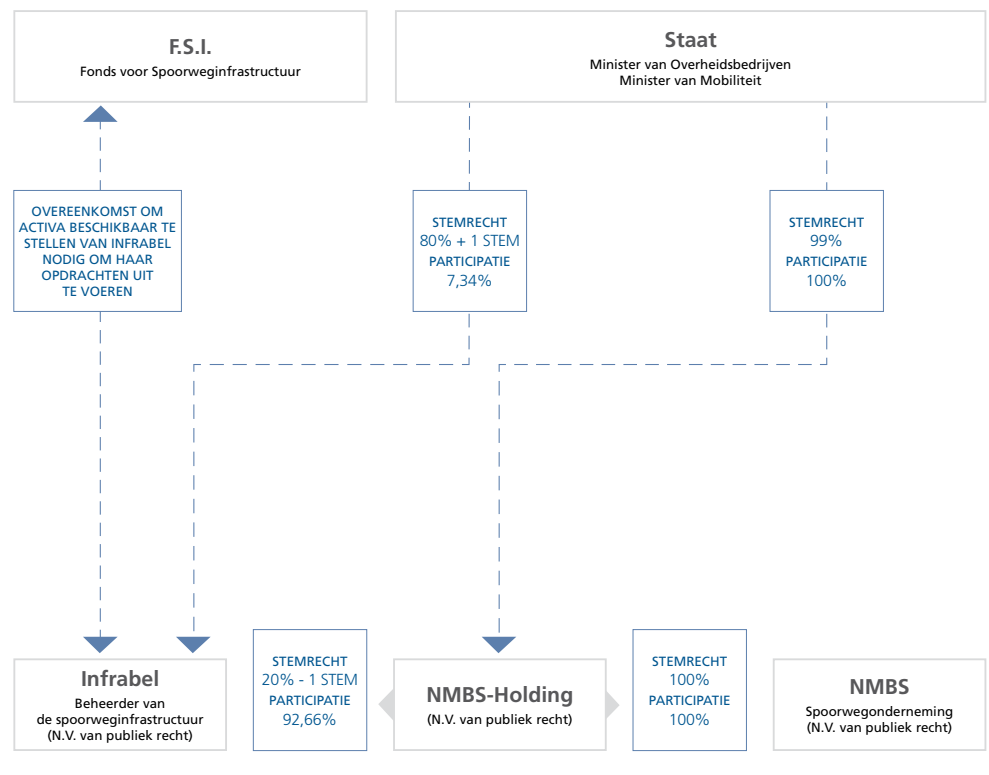 F.S.I.
Fonds voor Spoorweginfrastructuur
Staat
Minister van Overheidsbedrijven
Minister van Mobiliteit
OVEREENKOMST OM
ACTIVA BESCHIKBAAR TE
STELLEN VAN INFRABEL
NODIG OM HAAR
OPDRACHTEN UIT
TE VOEREN
STEMRECHT
80% + 1 STEM
PARTICIPATIE
7,34%
STEMRECHT
99%
PARTICIPATIE
100%
Infrabel
Beheerder van
de spoorweginfrastructuur
(N.V. van publiek recht)
STEMRECHT
20% - 1 STEM
PARTICIPATIE
92,66%
NMBS-Holding
(N.V. van publiek recht)
STEMRECHT
100%
PARTICIPATIE
100%
NMBS
Spoorwegonderneming
(N.V. van publiek recht)